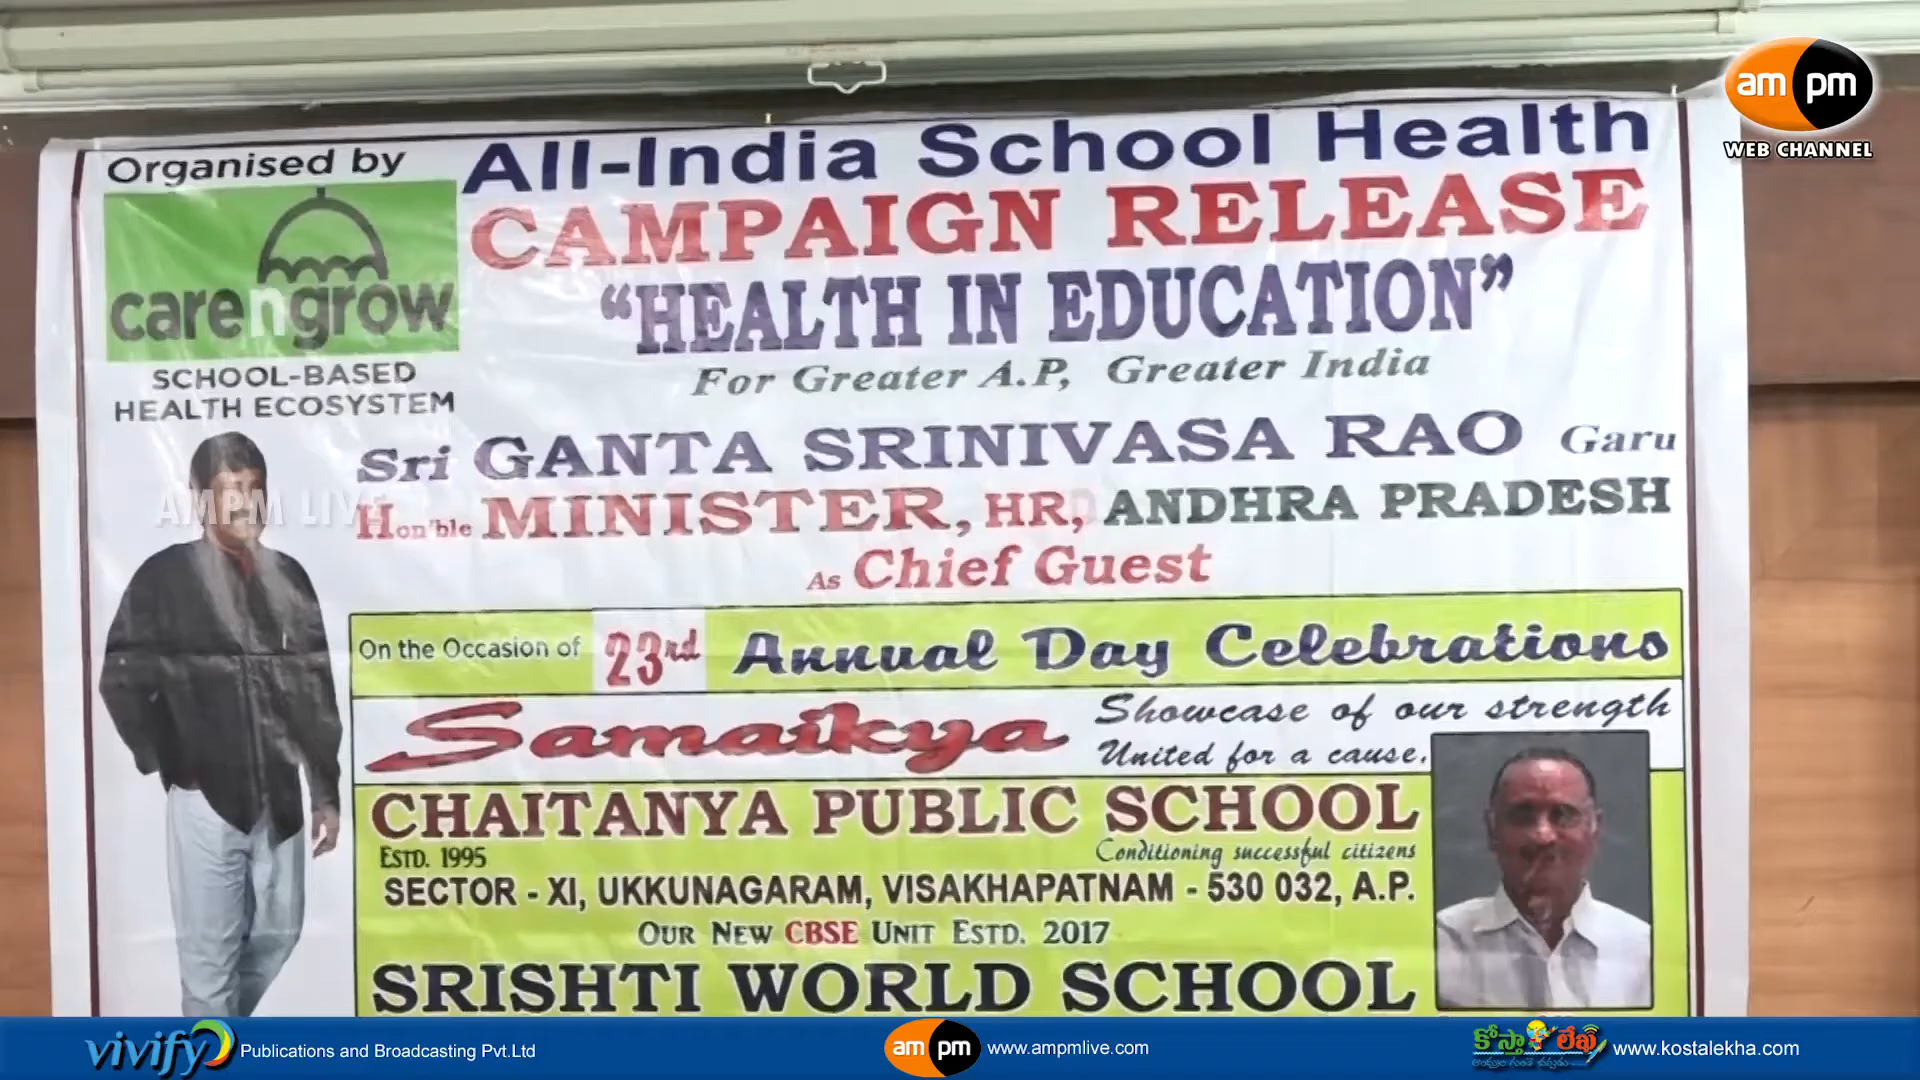 am pm
WEB CHANNEL
Organised by
carengrow
SCHOOL-BASED
HEALTH ECOSYSTEM
All-India School Health
CAMPAIGN RELEASE
“HEALTH IN EDUCATION”
For Greater A.P, Greater India
Sri GANTA SRINIVASA RAO Garu
Hon'ble MINISTER, HR, ANDHRA PRADESH
As Chief Guest
AMPM LIVE
On the Occasion of 23rd Annual Day Celebrations
Samaikya
Showcase of our strength
United for a cause.
CHAITANYA PUBLIC SCHOOL
ESTD. 1995
Conditioning successful citizens
SECTOR - XI, UKKUNAGARAM, VISAKHAPATNAM - 530 032, A.P.
OUR NEW CBSE UNIT ESTD. 2017
SRISHTI WORLD SCHOOL
vivify Publications and Broadcasting Pvt.Ltd
am pm www.ampmlive.com
కోస్తా లేఖ www.kostalekha.com